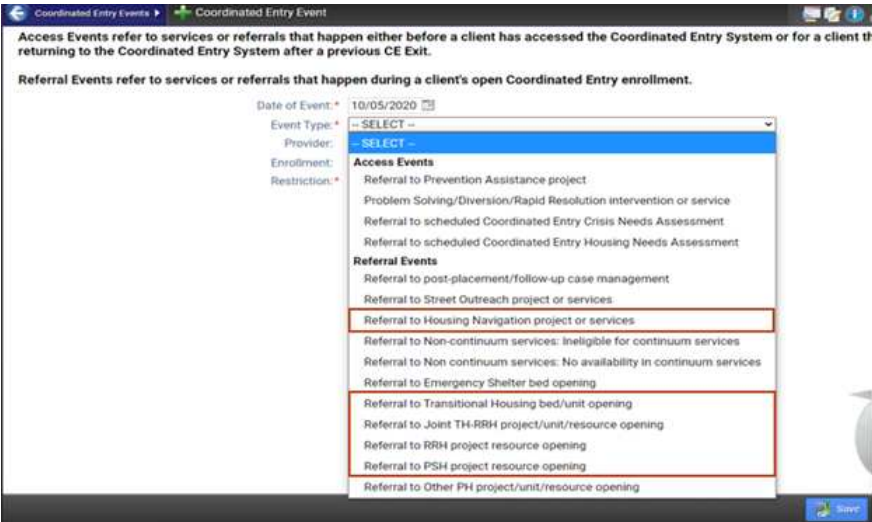 Coordinated Entry Events Coordinated Entry Event
Access Events refer to services or referrals that happen either before a client has accessed the Coordinated Entry System or for a client
returning to the Coordinated Entry System after a previous CE Exit.
Referral Events refer to services or referrals that happen during a client's open Coordinated Entry enrollment.
Date of Event:* 10/05/2020
Event Type:* -- SELECT --
Provider: -- SELECT --
Enrollment: Access Events
Restriction:* Referral to Prevention Assistance project
Problem Solving/Diversion/Rapid Resolution intervention or service
Referral to scheduled Coordinated Entry Crisis Needs Assessment
Referral to scheduled Coordinated Entry Housing Needs Assessment
Referral Events
Referral to post-placement/follow-up case management
Referral to Street Outreach project or services
Referral to Housing Navigation project or services
Referral to Non-continuum services: Ineligible for continuum services
Referral to Non continuum services: No availability in continuum services
Referral to Emergency Shelter bed opening
Referral to Transitional Housing bed/unit opening
Referral to Joint TH-RRH project/unit/resource opening
Referral to RRH project resource opening
Referral to PSH project resource opening
Referral to Other PH project/unit/resource opening
Save